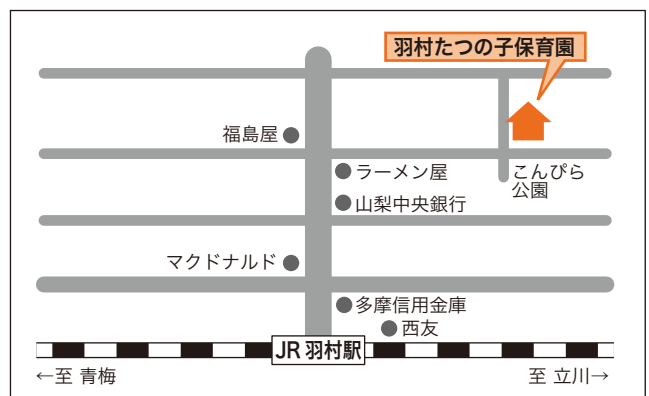 羽村たつの子保育園
福島屋
ラーメン屋
こんぴら
公園
山梨中央銀行
マクドナルド
多摩信用金庫
西友
JR 羽村駅
←至 青梅
至 立川→